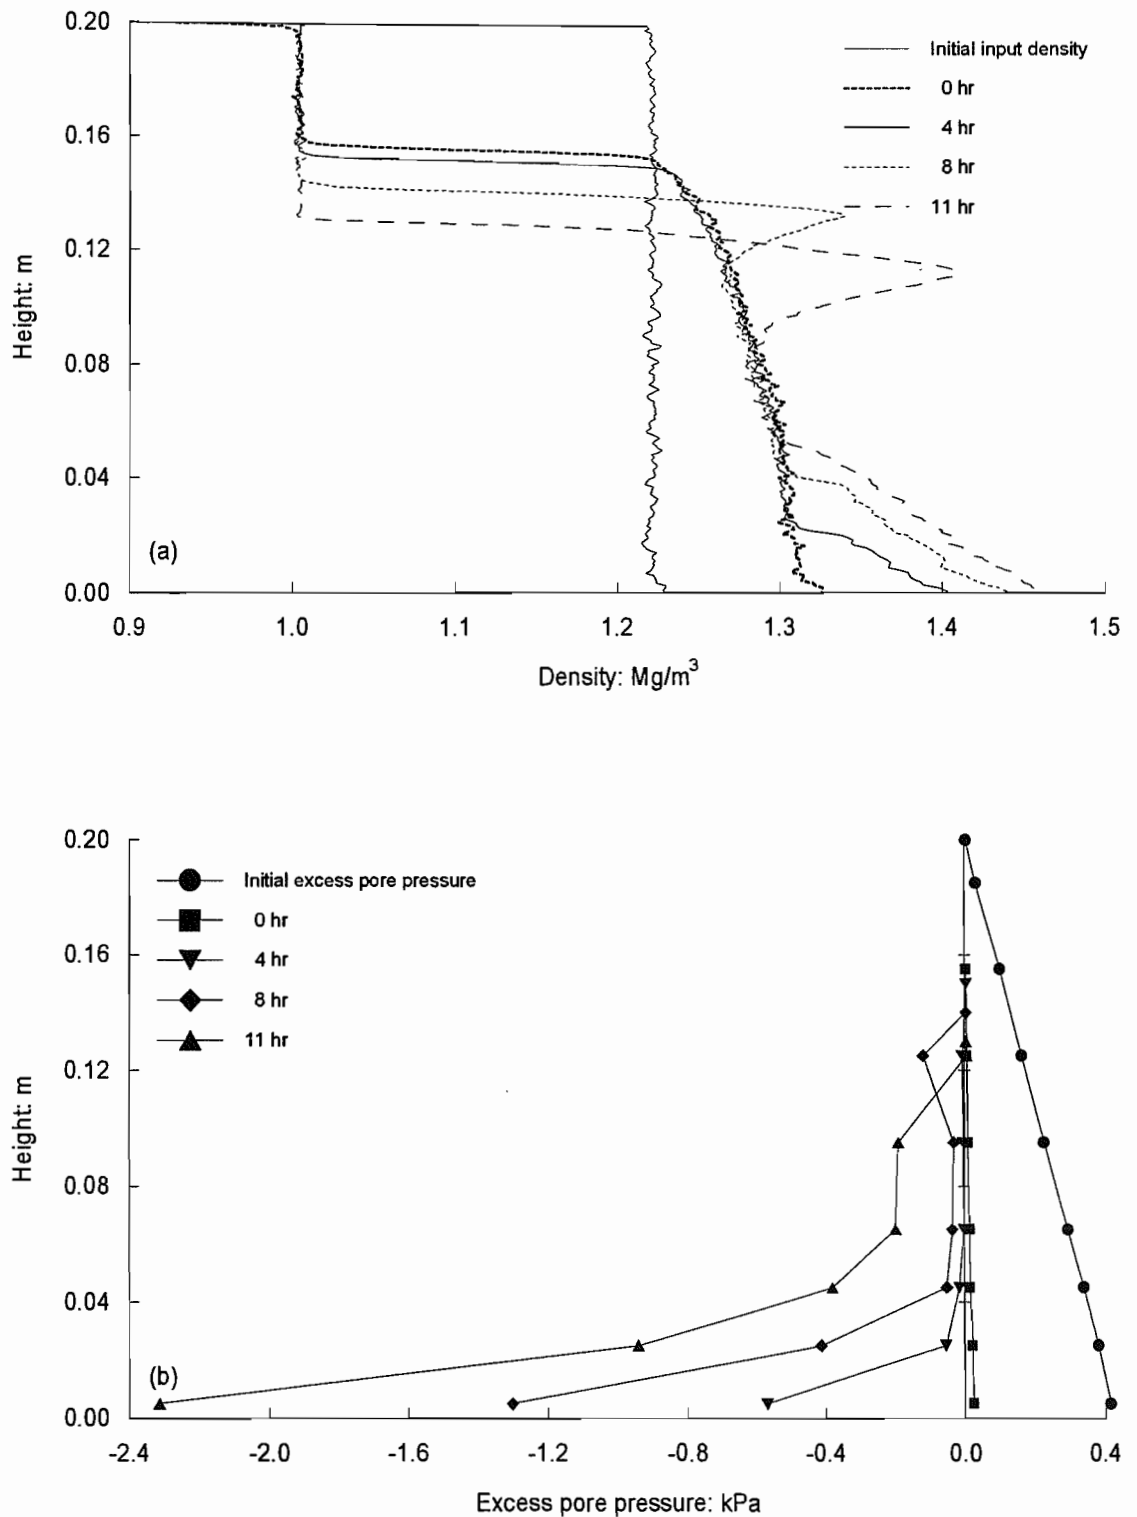 0.20
0.16
0.12
0.08
0.04
0.00
Height: m
Initial input density
0 hr
4 hr
8 hr
11 hr
(a)
0.9 1.0 1.1 1.2 1.3 1.4 1.5
Density: Mg/m³
0.20
0.16
0.12
0.08
0.04
0.00
Height: m
Initial excess pore pressure
0 hr
4 hr
8 hr
11 hr
(b)
-2.4 -2.0 -1.6 -1.2 -0.8 -0.4 0.0 0.4
Excess pore pressure: kPa